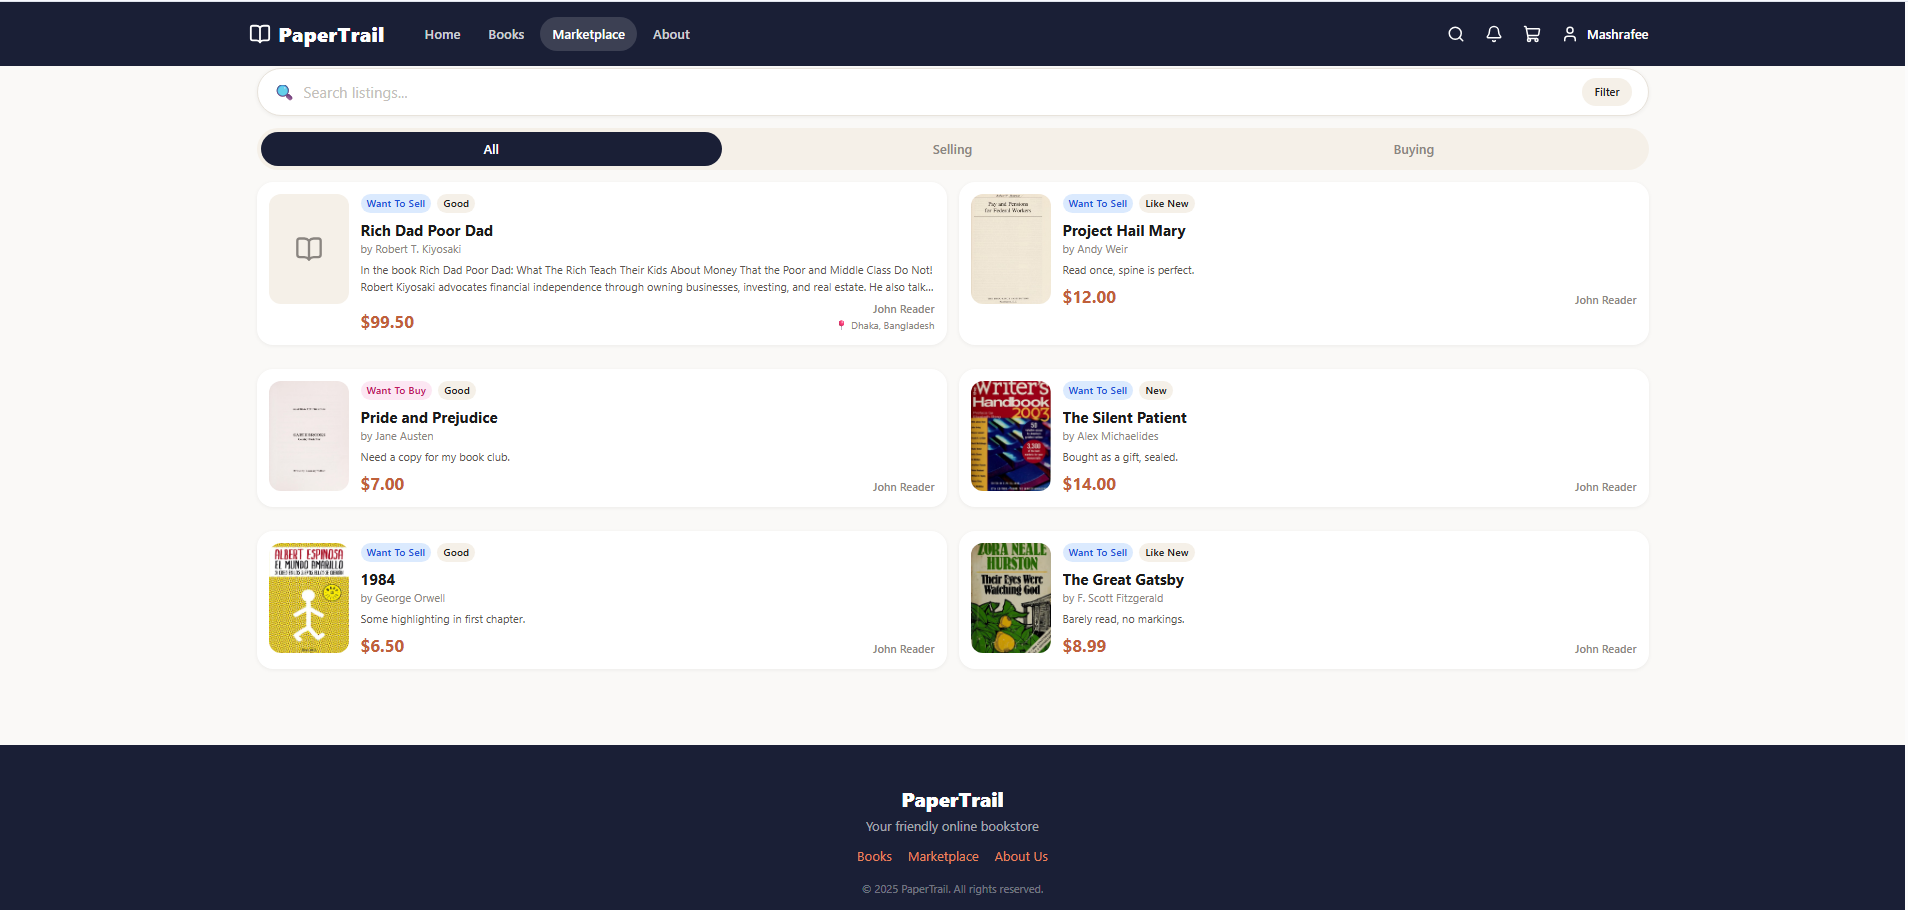 PaperTrail
Home Books Marketplace About
Mashrafee
Search listings...
Filter
All Selling Buying
Want To Sell Good
Rich Dad Poor Dad
by Robert T. Kiyosaki
In the book Rich Dad Poor Dad: What The Rich Teach Their Kids About Money That the Poor and Middle Class Do Not!
Robert Kiyosaki advocates financial independence through owning businesses, investing, and real estate. He also talk...
$99.50
John Reader
Dhaka, Bangladesh
Pay and Pensions
for Federal Workers
Want To Sell Like New
Project Hail Mary
by Andy Weir
Read once, spine is perfect.
$12.00
John Reader
Want To Buy Good
Pride and Prejudice
by Jane Austen
Need a copy for my book club.
$7.00
John Reader
Writer's
Handbook
2003
50
3,300
Want To Sell New
The Silent Patient
by Alex Michaelides
Bought as a gift, sealed.
$14.00
John Reader
ALBERT ESPINOSA
EL MUNDO AMARILLO
Want To Sell Good
1984
by George Orwell
Some highlighting in first chapter.
$6.50
John Reader
ZORA NEALE
HURSTON
Their Eyes Were
Watching God
Want To Sell Like New
The Great Gatsby
by F. Scott Fitzgerald
Barely read, no markings.
$8.99
John Reader
PaperTrail
Your friendly online bookstore
Books Marketplace About Us
© 2025 PaperTrail. All rights reserved.